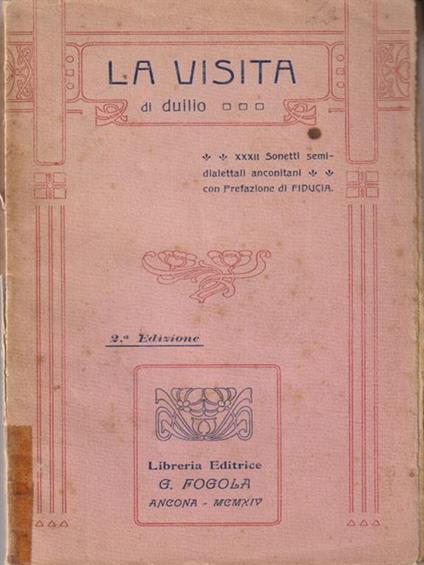 LA VISITA
di duilio
XXXII Sonetti semi-
dialettali anconitani
con Prefazione di FIDUCIA.
2.ª Edizione
Libreria Editrice
G. FOGOLA
ANCONA - MCMXIV